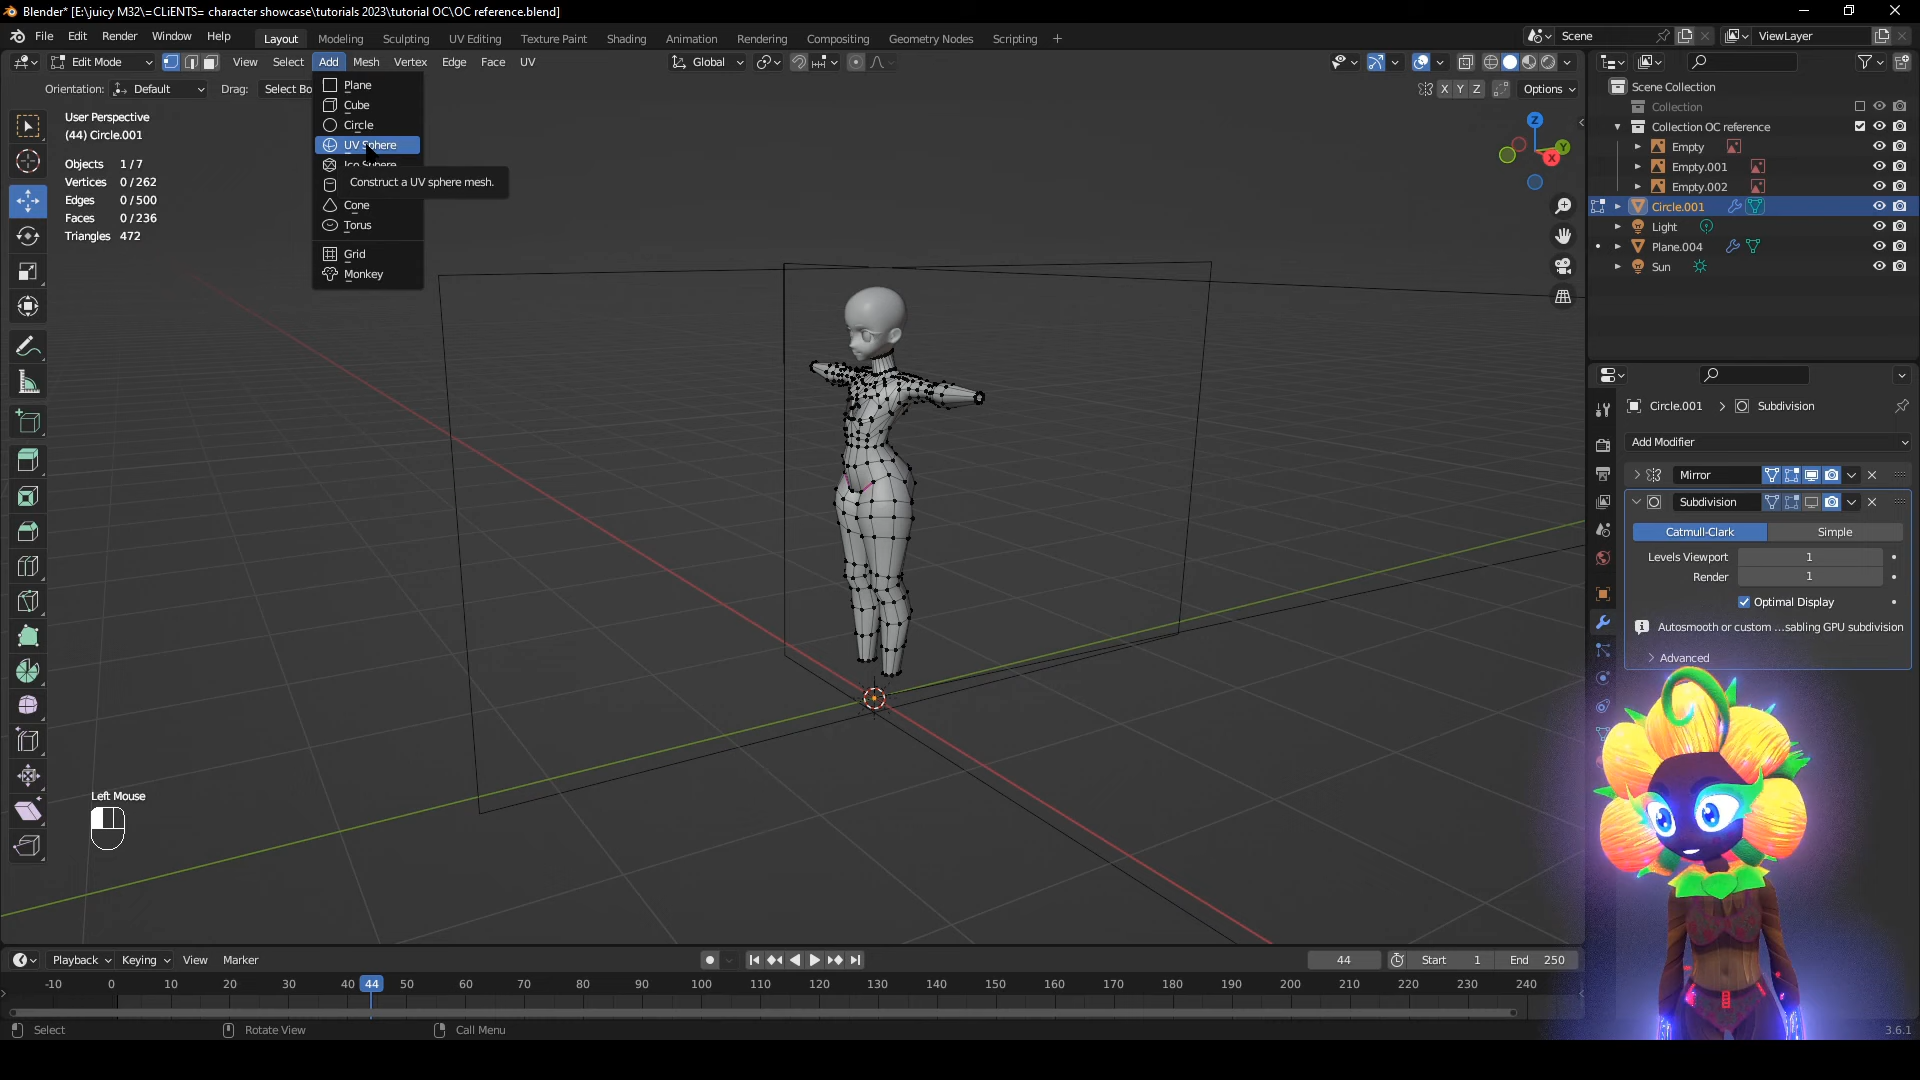 Blender* [E:\juicy M32\=CLiENTS= character showcase\tutorials 2023\tutorial OC\OC reference.blend]
File Edit Render Window Help Layout Modeling Sculpting UV Editing Texture Paint Shading Animation Rendering Compositing Geometry Nodes Scripting + Scene ViewLayer
Edit Mode View Select Add Mesh Vertex Edge Face UV Global
Orientation: Default Drag: Select Bo X Y Z Options
Plane
Cube
Circle
UV Sphere
Ico Sphere
Construct a UV sphere mesh.
Cone
Torus
Grid
Monkey
User Perspective
(44) Circle.001
Objects 1/7
Vertices 0/262
Edges 0/500
Faces 0/236
Triangles 472
Z
Y
X
Scene Collection
Collection
Collection OC reference
Empty
Empty.001
Empty.002
Circle.001
Light
Plane.004
Sun
Circle.001 > Subdivision
Add Modifier
Mirror
Subdivision
Catmull-Clark Simple
Levels Viewport 1
Render 1
Optimal Display
Autosmooth or custom ...sabling GPU subdivision
Advanced
Left Mouse
Playback Keying View Marker 44 Start 1 End 250
-10 0 10 20 30 40 44 50 60 70 80 90 100 110 120 130 140 150 160 170 180 190 200 210 220 230 240
Select Rotate View Call Menu 3.6.1